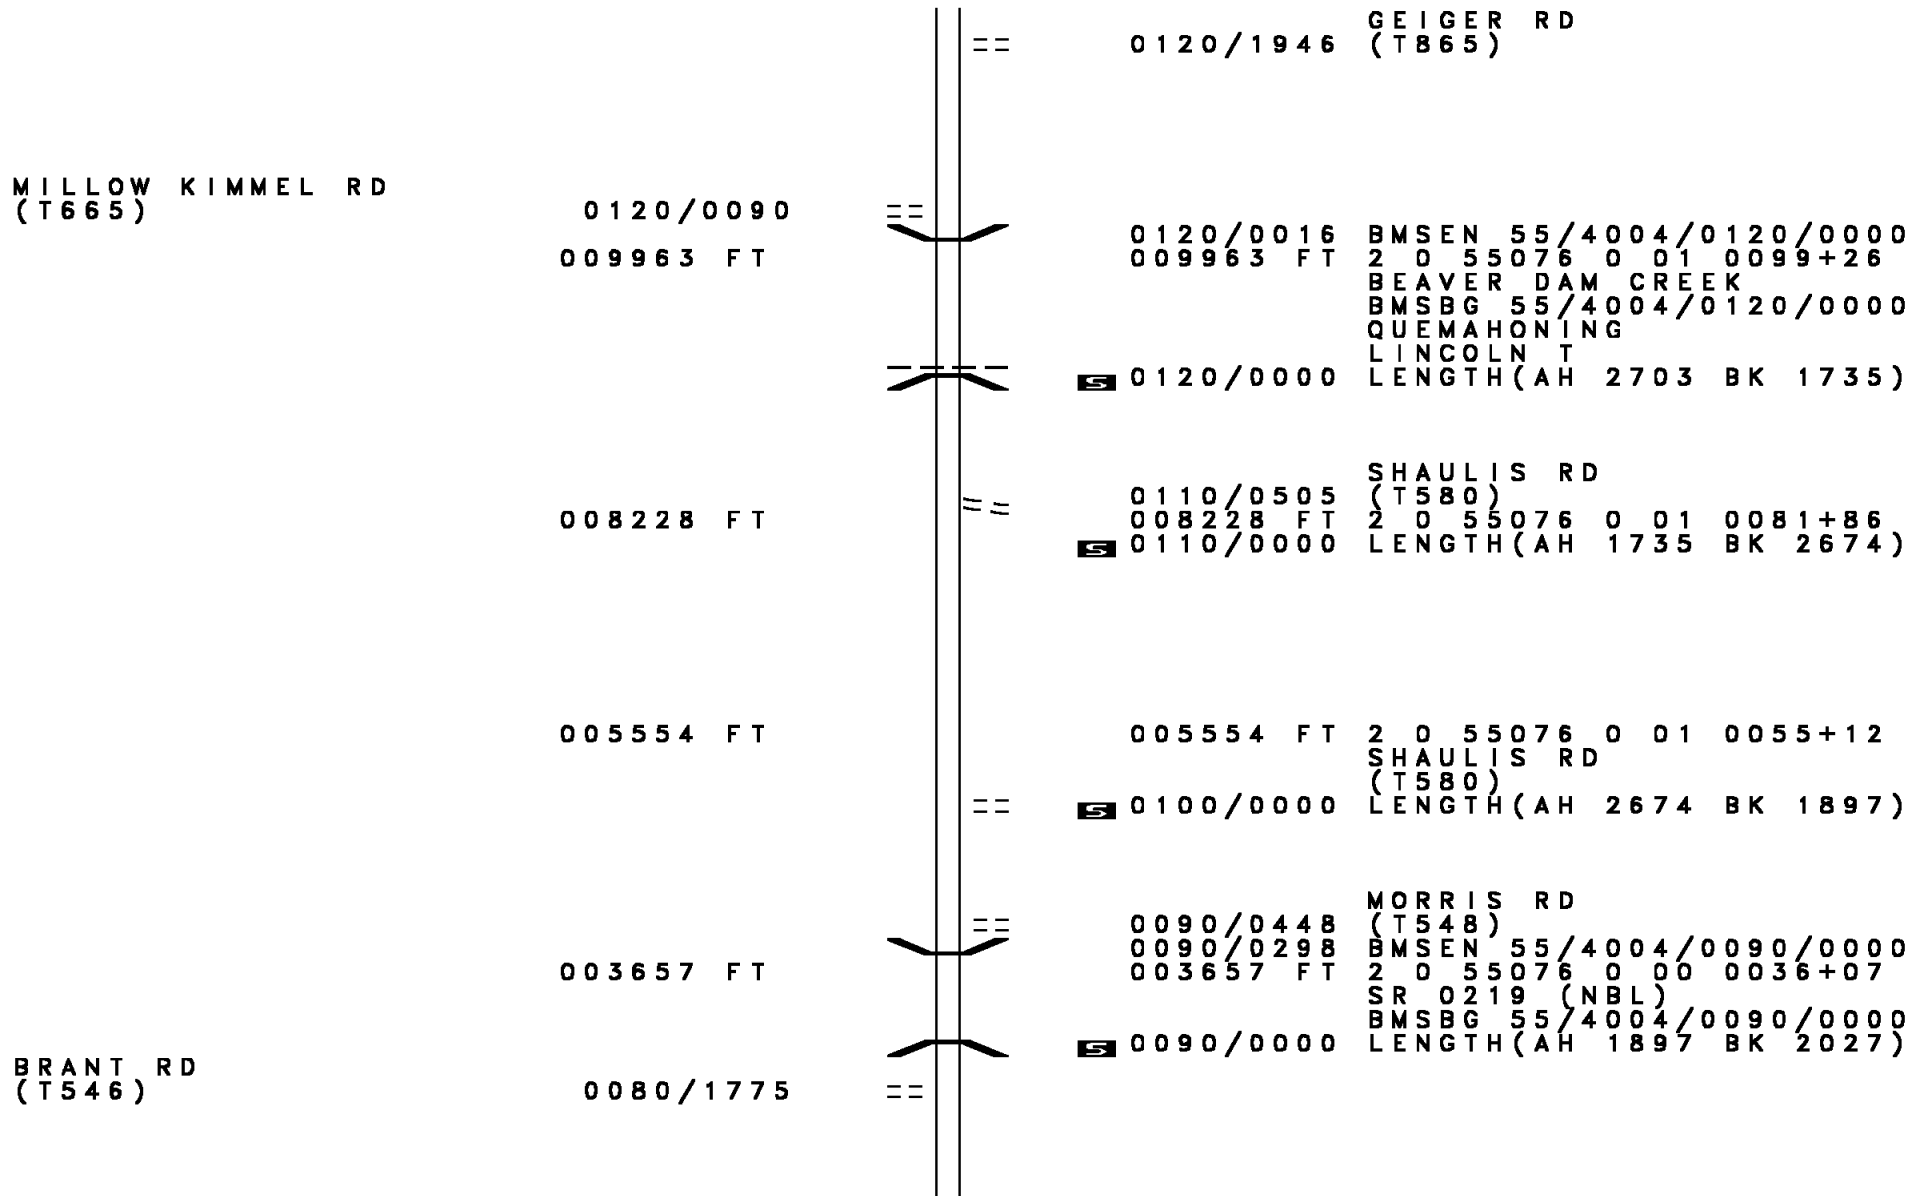 GEIGER RD
0120/1946 (T865)
MILLOW KIMMEL RD
(T665) 0120/0090
0120/0016 BMSEN 55/4004/0120/0000
009963 FT 009963 FT 2 0 55076 0 01 0099+26
BEAVER DAM CREEK
BMSBG 55/4004/0120/0000
QUEMAHONING
LINCOLN T
S 0120/0000 LENGTH(AH 2703 BK 1735)
SHAULIS RD
0110/0505 (T580)
008228 FT 008228 FT 2 0 55076 0 01 0081+86
S 0110/0000 LENGTH(AH 1735 BK 2674)
005554 FT 005554 FT 2 0 55076 0 01 0055+12
SHAULIS RD
(T580)
S 0100/0000 LENGTH(AH 2674 BK 1897)
MORRIS RD
0090/0448 (T548)
0090/0298 BMSEN 55/4004/0090/0000
003657 FT 003657 FT 2 0 55076 0 00 0036+07
SR 0219 (NBL)
BMSBG 55/4004/0090/0000
S 0090/0000 LENGTH(AH 1897 BK 2027)
BRANT RD
(T546) 0080/1775